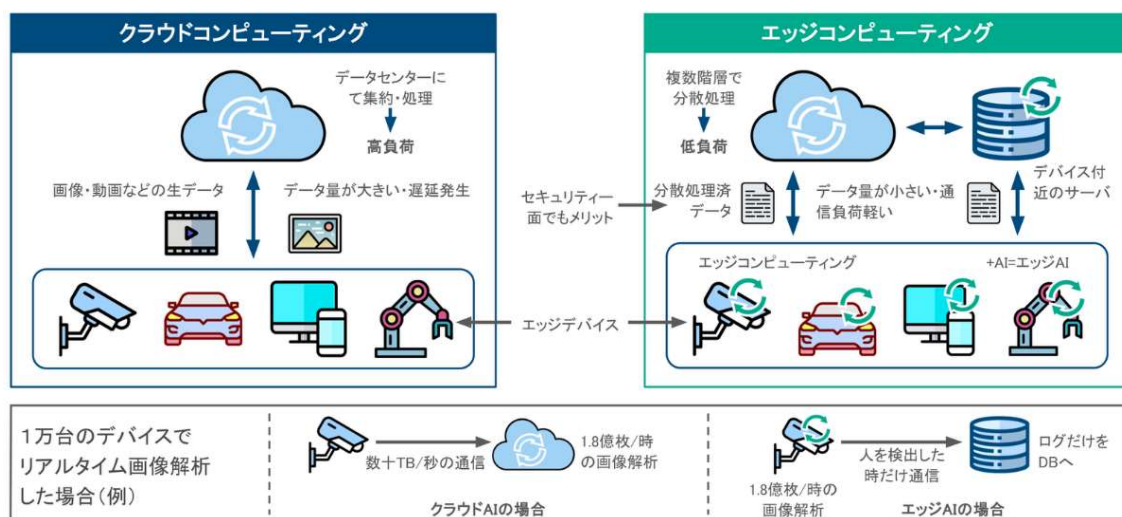 クラウドコンピューティング
データセンターに
て集約・処理
高負荷
画像・動画などの生データ
データ量が大きい・遅延発生
セキュリティー
面でもメリット
エッジデバイス
エッジコンピューティング
複数階層で
分散処理
低負荷
デバイス付
近のサーバ
分散処理済
データ
データ量が小さい・通
信負荷軽い
エッジコンピューティング
+AI=エッジAI
1万台のデバイスで
リアルタイム画像解析
した場合(例)
数十TB/秒の通信
1.8億枚/時
の画像解析
クラウドAIの場合
1.8億枚/時の
画像解析
人を検出した
時だけ通信
ログだけを
DBへ
エッジAIの場合